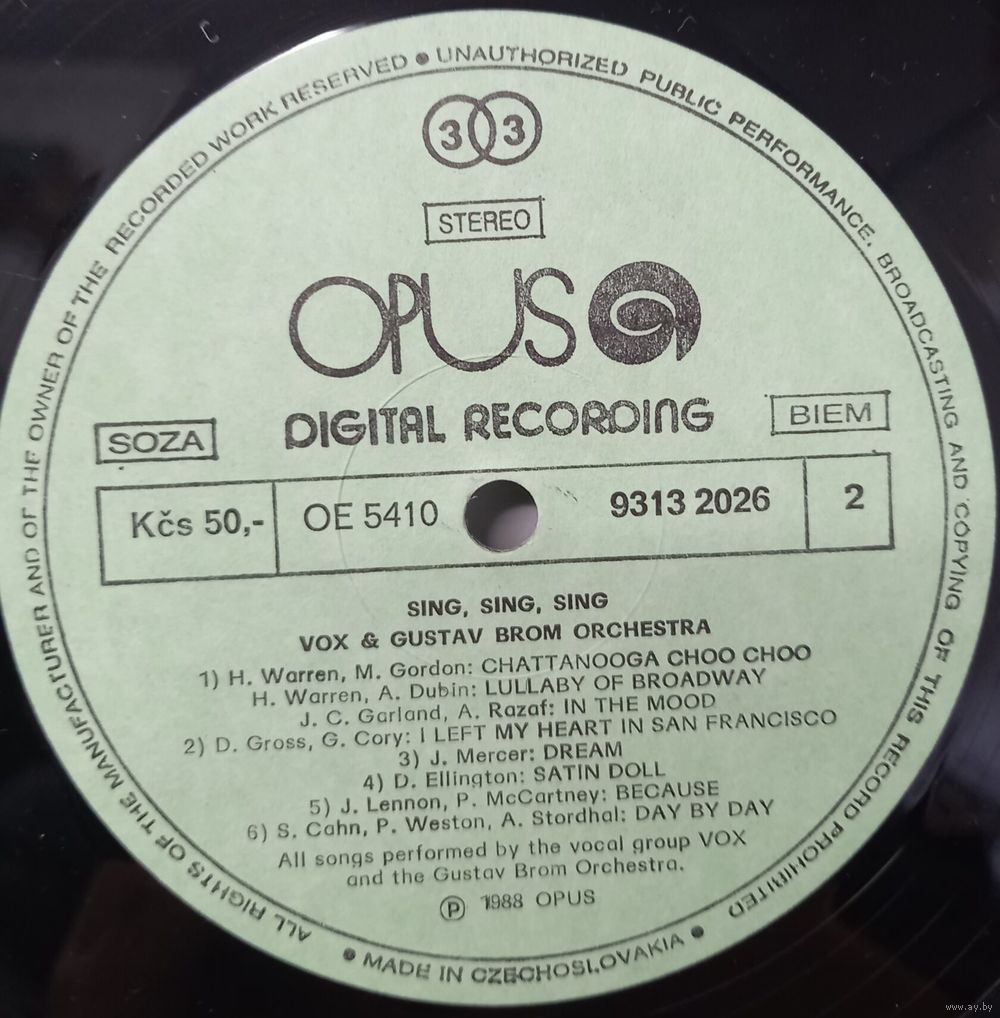 ALL RIGHTS OF THE MANUFACTURER AND OF THE OWNER OF THE RECORDED WORK RESERVED • UNAUTHORIZED PUBLIC PERFORMANCE, BROADCASTING AND COPYING OF THIS RECORD PROHIBITED
33
STEREO
OPUS
DIGITAL RECORDING
SOZA
BIEM
Kčs 50,-
OE 5410
9313 2026
2
SING, SING, SING
VOX & GUSTAV BROM ORCHESTRA
1) H. Warren, M. Gordon: CHATTANOOGA CHOO CHOO
H. Warren, A. Dubin: LULLABY OF BROADWAY
J. C. Garland, A. Razaf: IN THE MOOD
2) D. Gross, G. Cory: I LEFT MY HEART IN SAN FRANCISCO
3) J. Mercer: DREAM
4) D. Ellington: SATIN DOLL
5) J. Lennon, P. McCartney: BECAUSE
6) S. Cahn, P. Weston, A. Stordhal: DAY BY DAY
All songs performed by the vocal group VOX
and the Gustav Brom Orchestra.
Ⓟ 1988 OPUS
• MADE IN CZECHOSLOVAKIA •
www.ay.by